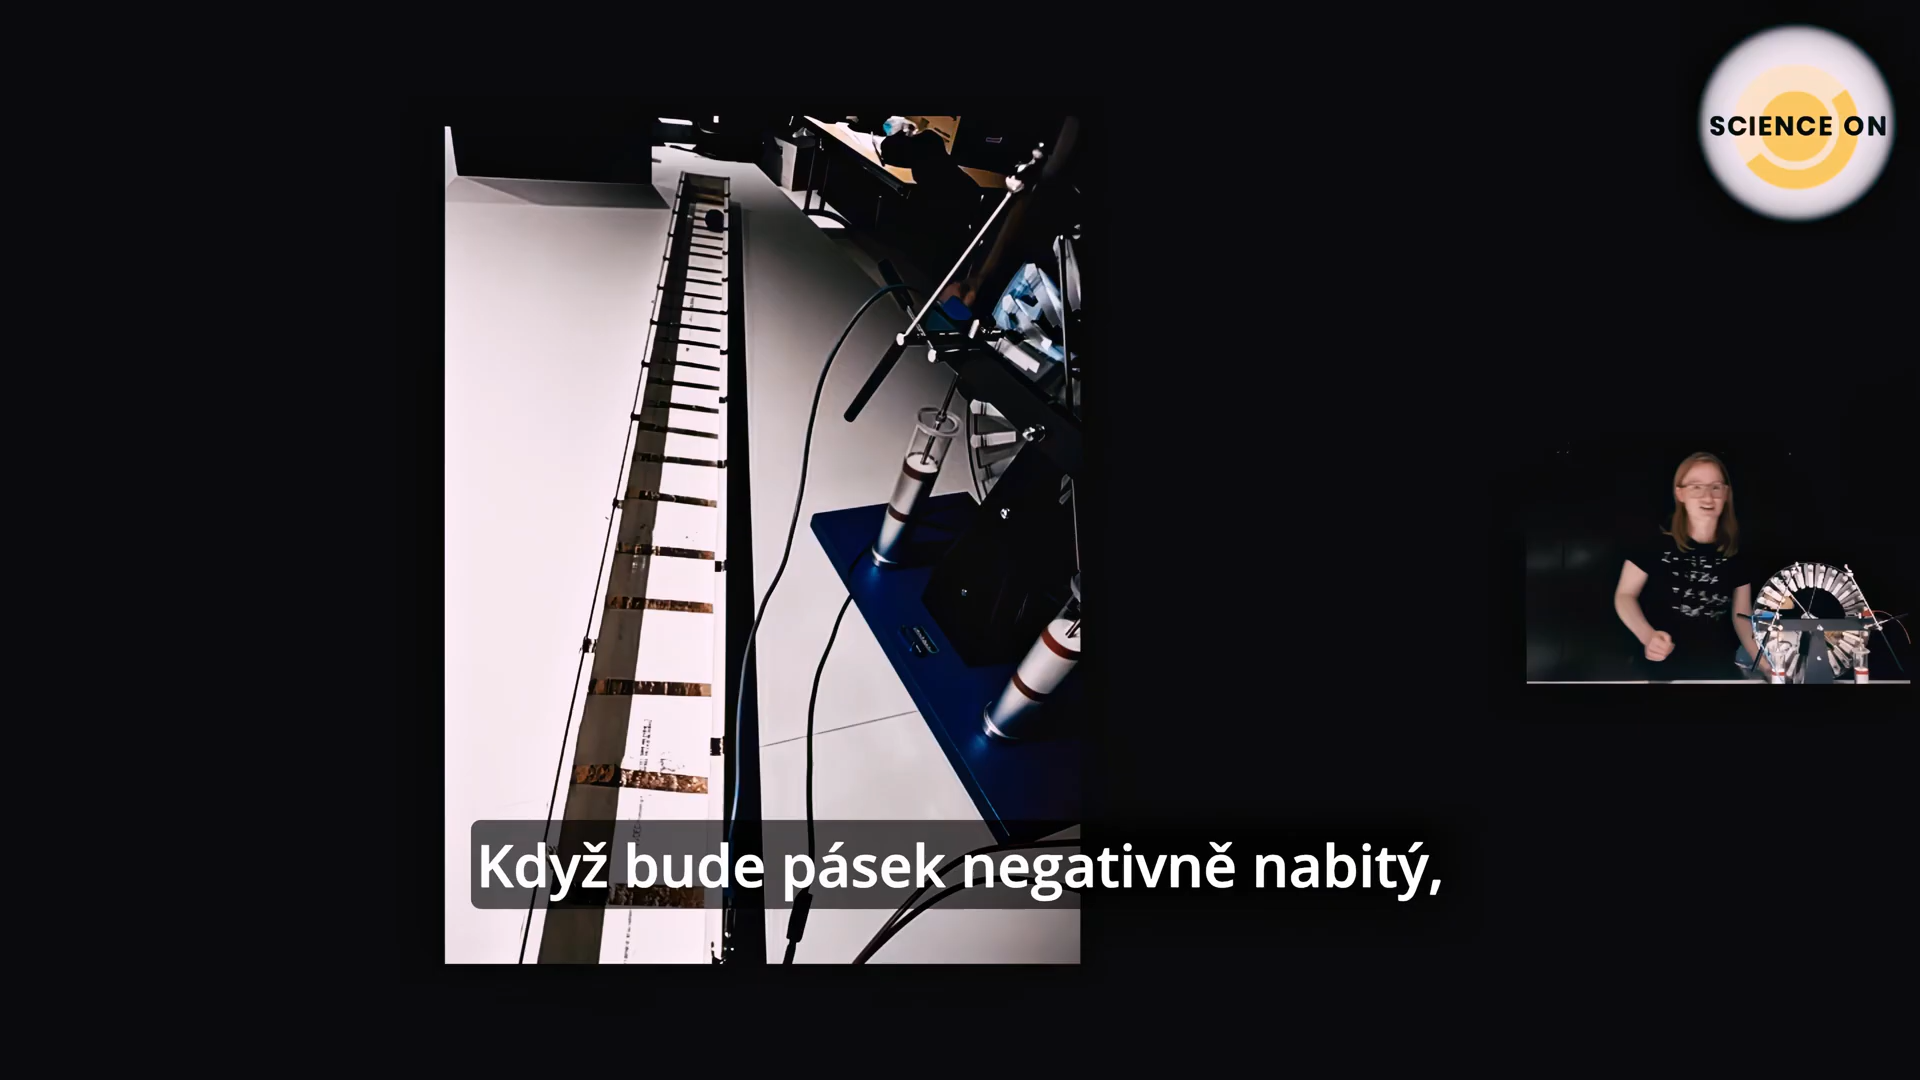 SCIENCE ON
Když bude pásek negativně nabitý,